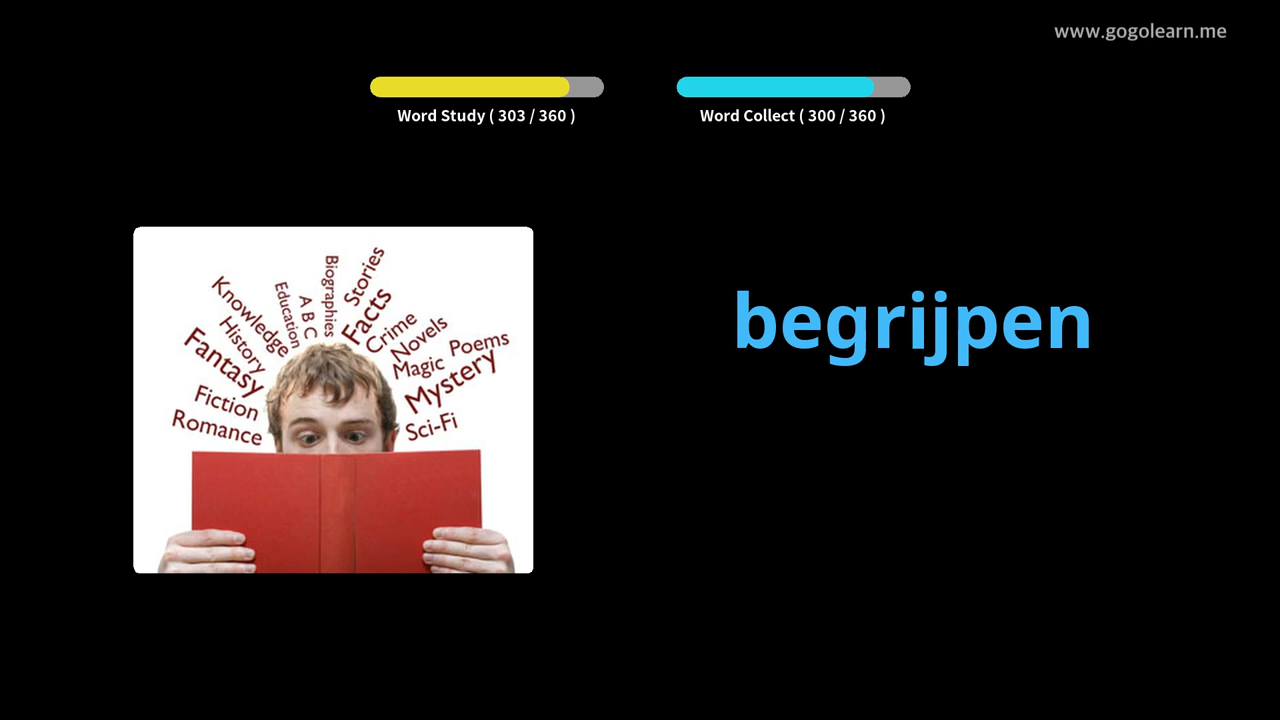 www.gogolearn.me
Word Study ( 303 / 360 )
Word Collect ( 300 / 360 )
begrijpen
Knowledge
History
Fantasy
Fiction
Romance
Education
A B C
Biographies
Stories
Facts
Crime
Novels
Magic
Poems
Mystery
Sci-Fi